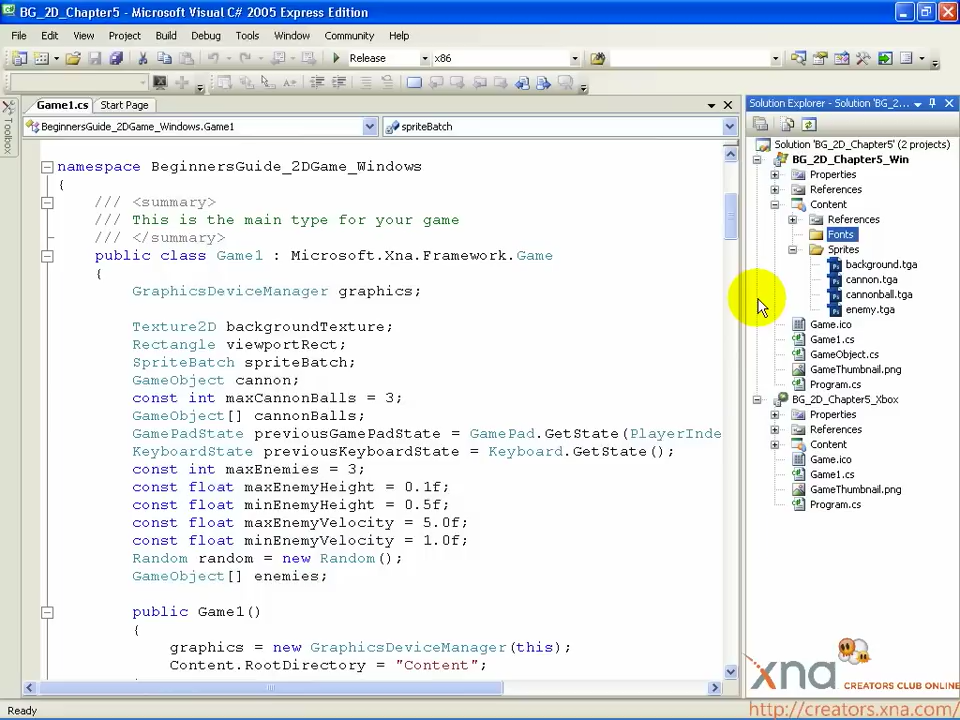 BG_2D_Chapter5 - Microsoft Visual C# 2005 Express Edition
File Edit View Project Build Debug Tools Window Community Help
Release x86
Toolbox
Game1.cs Start Page
BeginnersGuide_2DGame_Windows.Game1 spriteBatch
namespace BeginnersGuide_2DGame_Windows
{
/// <summary>
/// This is the main type for your game
/// </summary>
public class Game1 : Microsoft.Xna.Framework.Game
{
GraphicsDeviceManager graphics;
Texture2D backgroundTexture;
Rectangle viewportRect;
SpriteBatch spriteBatch;
GameObject cannon;
const int maxCannonBalls = 3;
GameObject[] cannonBalls;
GamePadState previousGamePadState = GamePad.GetState(PlayerInde
KeyboardState previousKeyboardState = Keyboard.GetState();
const int maxEnemies = 3;
const float maxEnemyHeight = 0.1f;
const float minEnemyHeight = 0.5f;
const float maxEnemyVelocity = 5.0f;
const float minEnemyVelocity = 1.0f;
Random random = new Random();
GameObject[] enemies;
public Game1()
{
graphics = new GraphicsDeviceManager(this);
Content.RootDirectory = "Content";
Solution Explorer - Solution 'BG_2...
Solution 'BG_2D_Chapter5' (2 projects)
BG_2D_Chapter5_Win
Properties
References
Content
References
Fonts
Sprites
background.tga
cannon.tga
cannonball.tga
enemy.tga
Game.ico
Game1.cs
GameObject.cs
GameThumbnail.png
Program.cs
BG_2D_Chapter5_Xbox
Properties
References
Content
Game.ico
Game1.cs
GameThumbnail.png
Program.cs
xna CREATORS CLUB ONLINE
http://creators.xna.com/
Ready